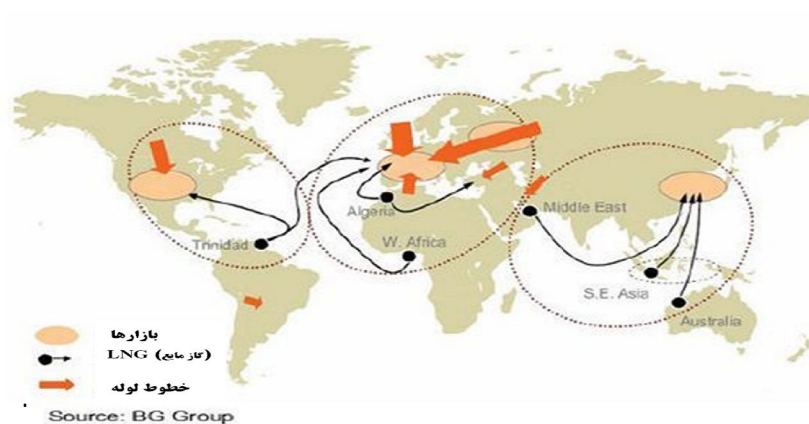 Algeria
Middle East
Trinidad
W. Africa
S.E. Asia
Australia
بازارها
LNG (گاز مایع)
خطوط لوله
Source: BG Group